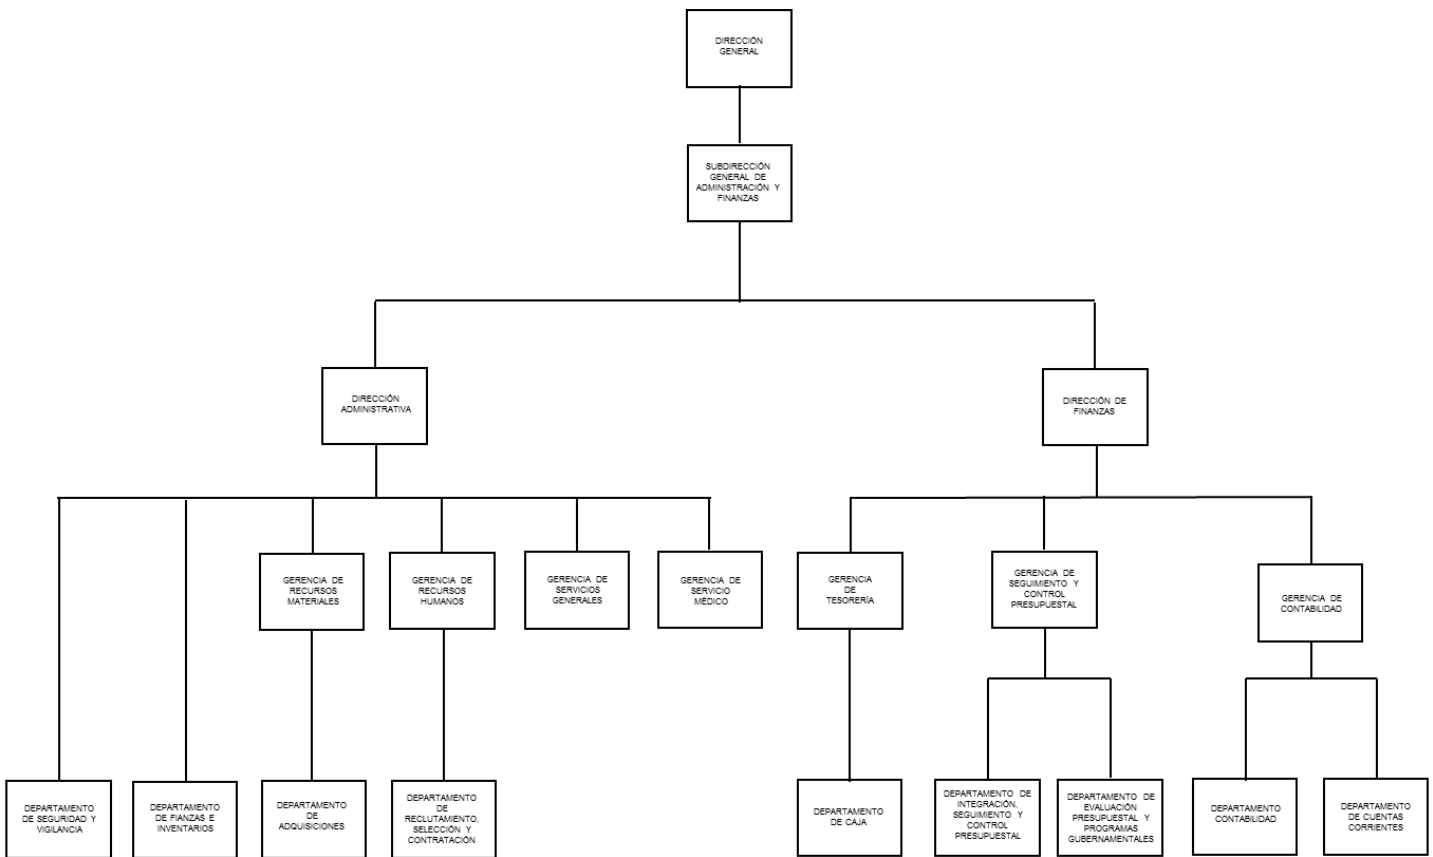 DIRECCIÓN
GENERAL
SUBDIRECCIÓN
GENERAL DE
ADMINISTRACIÓN Y
FINANZAS
DIRECCIÓN
ADMINISTRATIVA
DIRECCIÓN DE
FINANZAS
GERENCIA DE
RECURSOS
MATERIALES
GERENCIA DE
RECURSOS
HUMANOS
GERENCIA DE
SERVICIOS
GENERALES
GERENCIA DE
SERVICIO
MÉDICO
GERENCIA
DE
TESORERÍA
GERENCIA DE
SEGUIMIENTO Y
CONTROL
PRESUPUESTAL
GERENCIA DE
CONTABILIDAD
DEPARTAMENTO
DE SEGURIDAD Y
VIGILANCIA
DEPARTAMENTO
DE FIANZAS E
INVENTARIOS
DEPARTAMENTO
DE
ADQUISICIONES
DEPARTAMENTO
DE
RECLUTAMIENTO,
SELECCIÓN Y
CONTRATACIÓN
DEPARTAMENTO
DE CAJA
DEPARTAMENTO DE
INTEGRACIÓN,
SEGUIMIENTO Y
CONTROL
PRESUPUESTAL
DEPARTAMENTO DE
EVALUACIÓN
PRESUPUESTAL Y
PROGRAMAS
GUBERNAMENTALES
DEPARTAMENTO
CONTABILIDAD
DEPARTAMENTO
DE CUENTAS
CORRIENTES